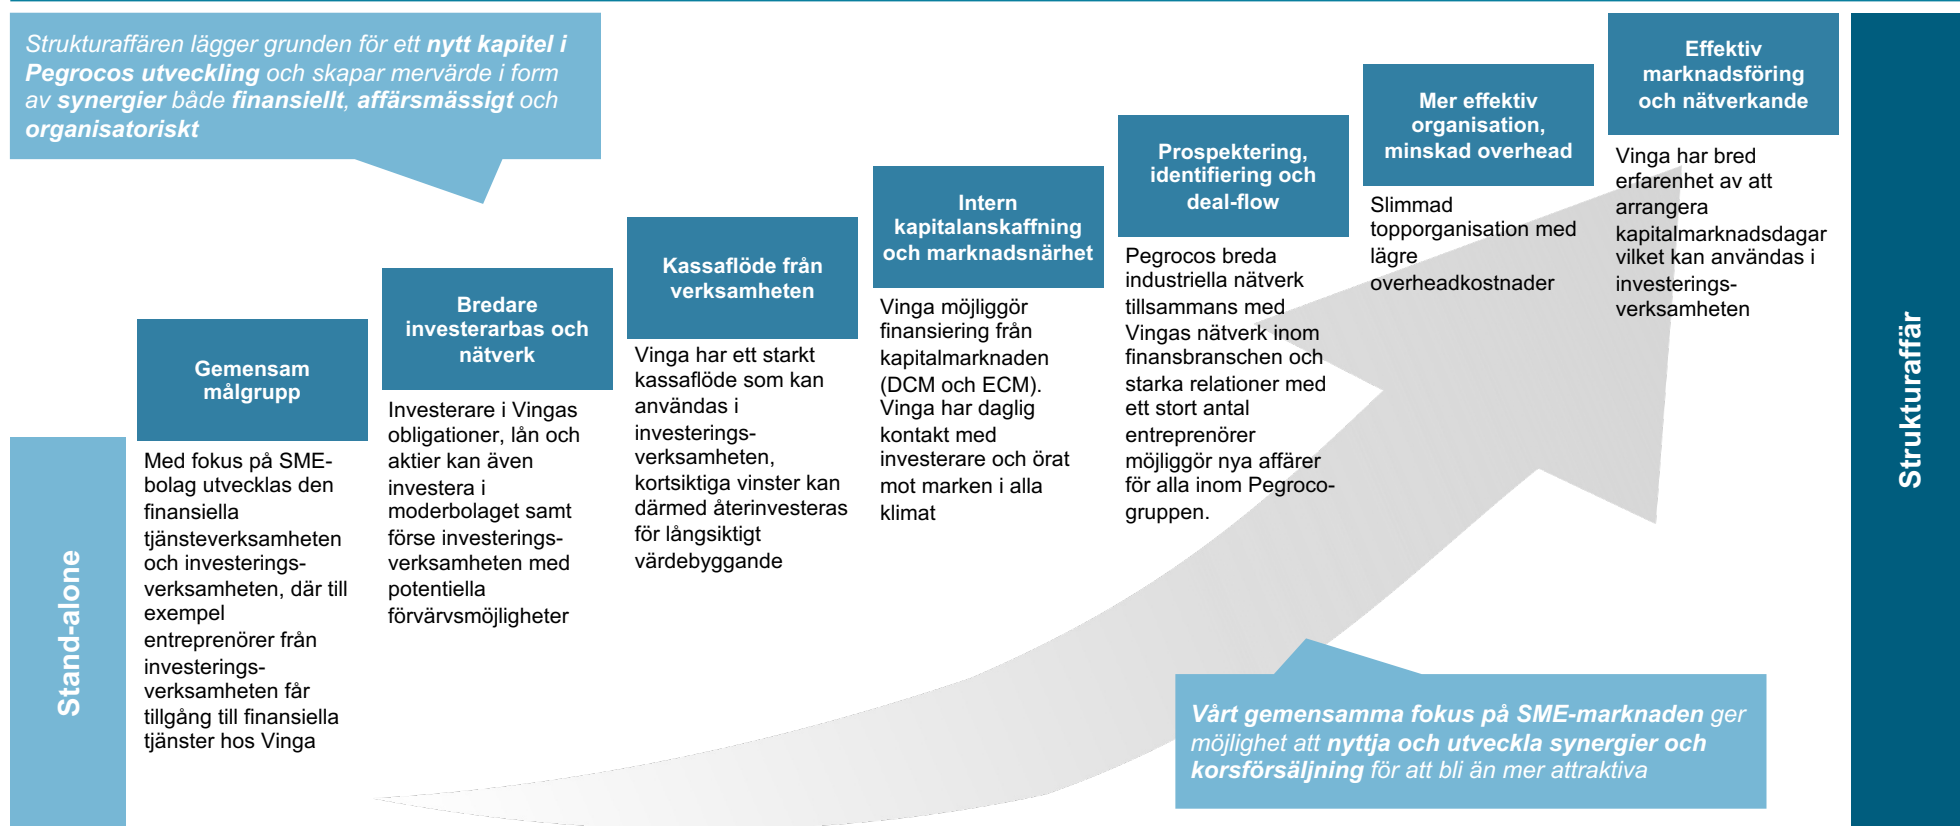 Strukturaffären lägger grunden för ett nytt kapitel i
Pegrocos utveckling och skapar mervärde i form
av synergier både finansiellt, affärsmässigt och
organisatoriskt
Stand-alone
Gemensam
målgrupp
Med fokus på SME-
bolag utvecklas den
finansiella
tjänsteverksamheten
och investerings-
verksamheten, där till
exempel
entreprenörer från
investerings-
verksamheten får
tillgång till finansiella
tjänster hos Vinga
Bredare
investerarbas och
nätverk
Investerare i Vingas
obligationer, lån och
aktier kan även
investera i
moderbolaget samt
förse investerings-
verksamheten med
potentiella
förvärvsmöjligheter
Kassaflöde från
verksamheten
Vinga har ett starkt
kassaflöde som kan
användas i
investerings-
verksamheten,
kortsiktiga vinster kan
därmed återinvesteras
för långsiktigt
värdebyggande
Intern
kapitalanskaffning
och marknadsnärhet
Vinga möjliggör
finansiering från
kapitalmarknaden
(DCM och ECM).
Vinga har daglig
kontakt med
investerare och örat
mot marken i alla
klimat
Prospektering,
identifiering och
deal-flow
Pegrocos breda
industriella nätverk
tillsammans med
Vingas nätverk inom
finansbranschen och
starka relationer med
ett stort antal
entreprenörer
möjliggör nya affärer
för alla inom Pegroco-
gruppen.
Mer effektiv
organisation,
minskad overhead
Slimmad
topporganisation med
lägre
overheadkostnader
Effektiv
marknadsföring
och nätverkande
Vinga har bred
erfarenhet av att
arrangera
kapitalmarknadsdagar
vilket kan användas i
investerings-
verksamheten
Strukturaffär
Vårt gemensamma fokus på SME-marknaden ger
möjlighet att nyttja och utveckla synergier och
korsförsäljning för att bli än mer attraktiva